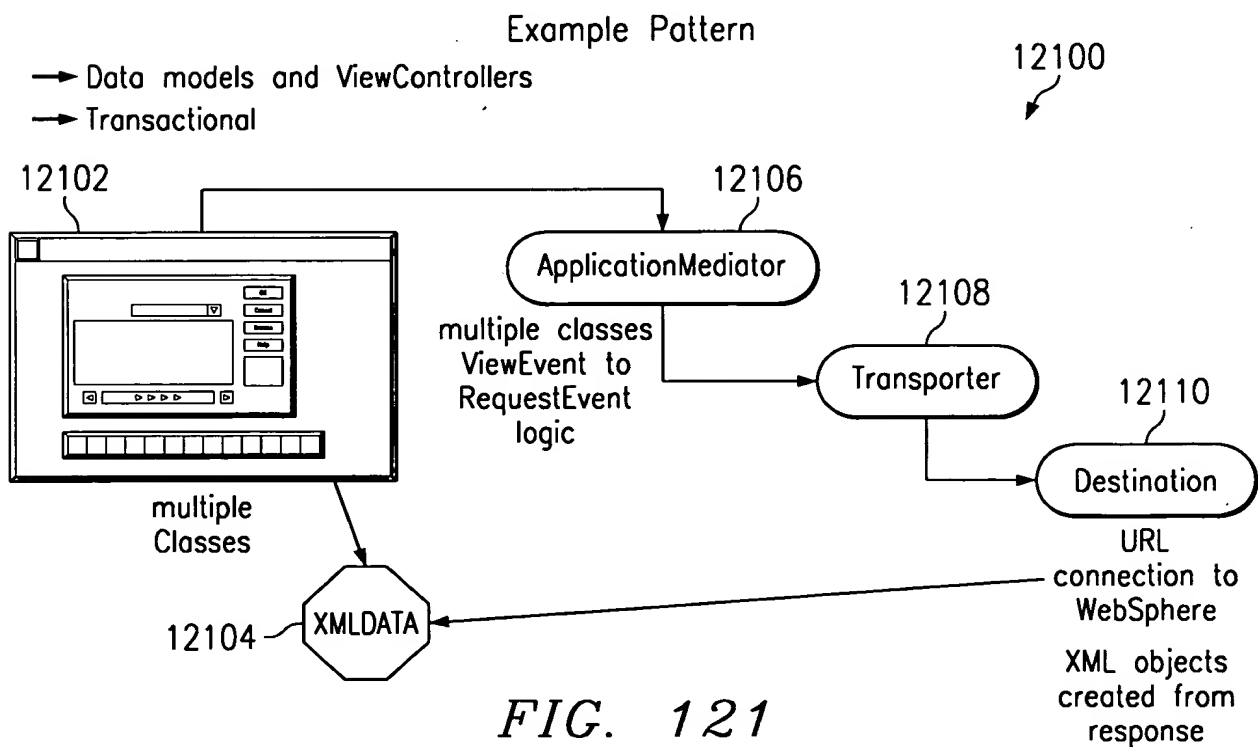 Example Pattern
12100
→ Data models and ViewControllers
→ Transactional
12102
12106
ApplicationMediator
12108
multiple classes
ViewEvent to
RequestEvent
logic
Transporter
12110
Help
Destination
multiple
Classes
URL
connection to
WebSphere
12104
XMLDATA
XML objects
created from
response
FIG. 121